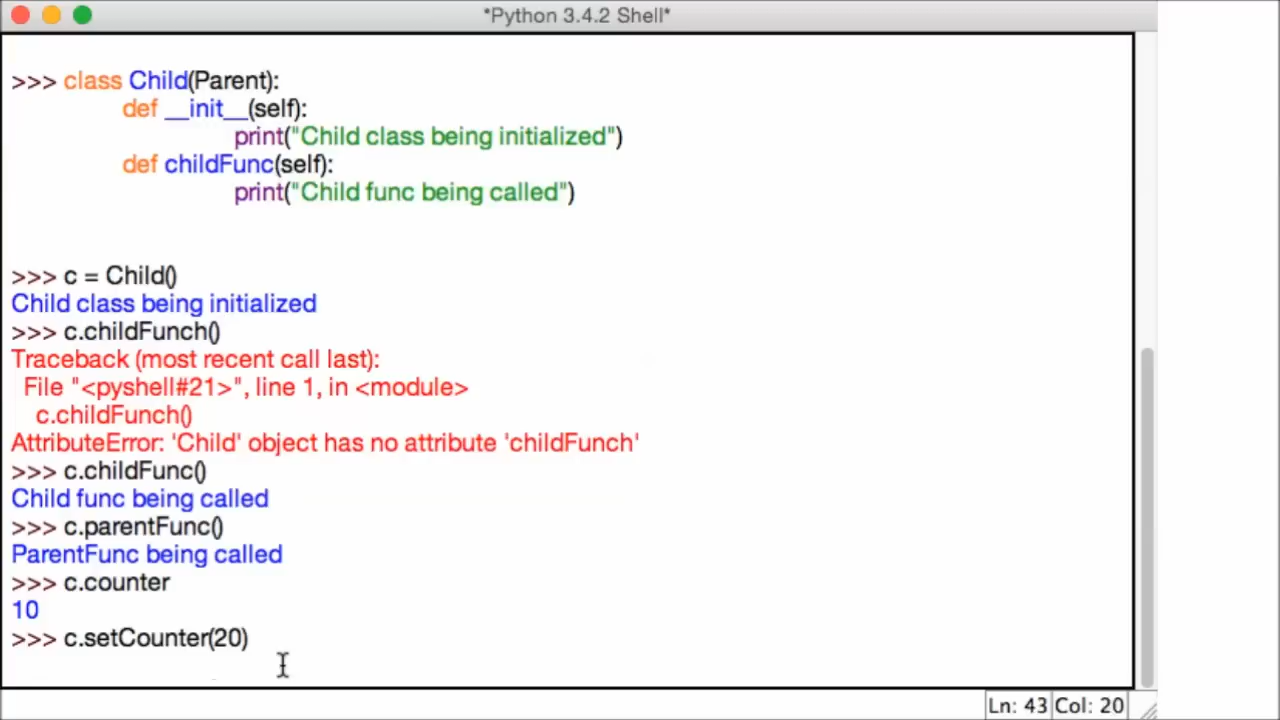 *Python 3.4.2 Shell*
>>> class Child(Parent):
def __init__(self):
print("Child class being initialized")
def childFunc(self):
print("Child func being called")
>>> c = Child()
Child class being initialized
>>> c.childFunch()
Traceback (most recent call last):
File "<pyshell#21>", line 1, in <module>
c.childFunch()
AttributeError: 'Child' object has no attribute 'childFunch'
>>> c.childFunc()
Child func being called
>>> c.parentFunc()
ParentFunc being called
>>> c.counter
10
>>> c.setCounter(20)
Ln: 43 Col: 20